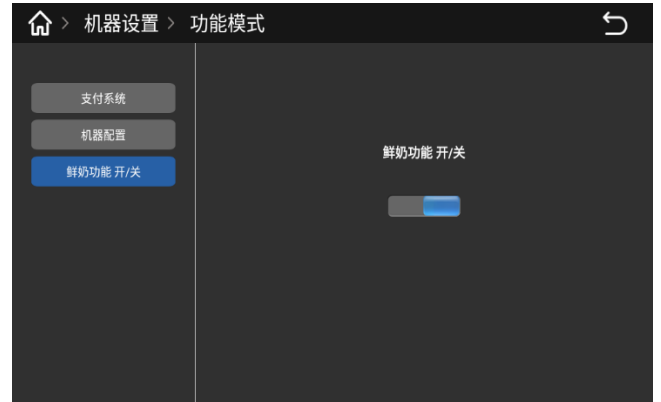 机器设置 > 功能模式
支付系统
机器配置
鲜奶功能 开/关
鲜奶功能 开/关